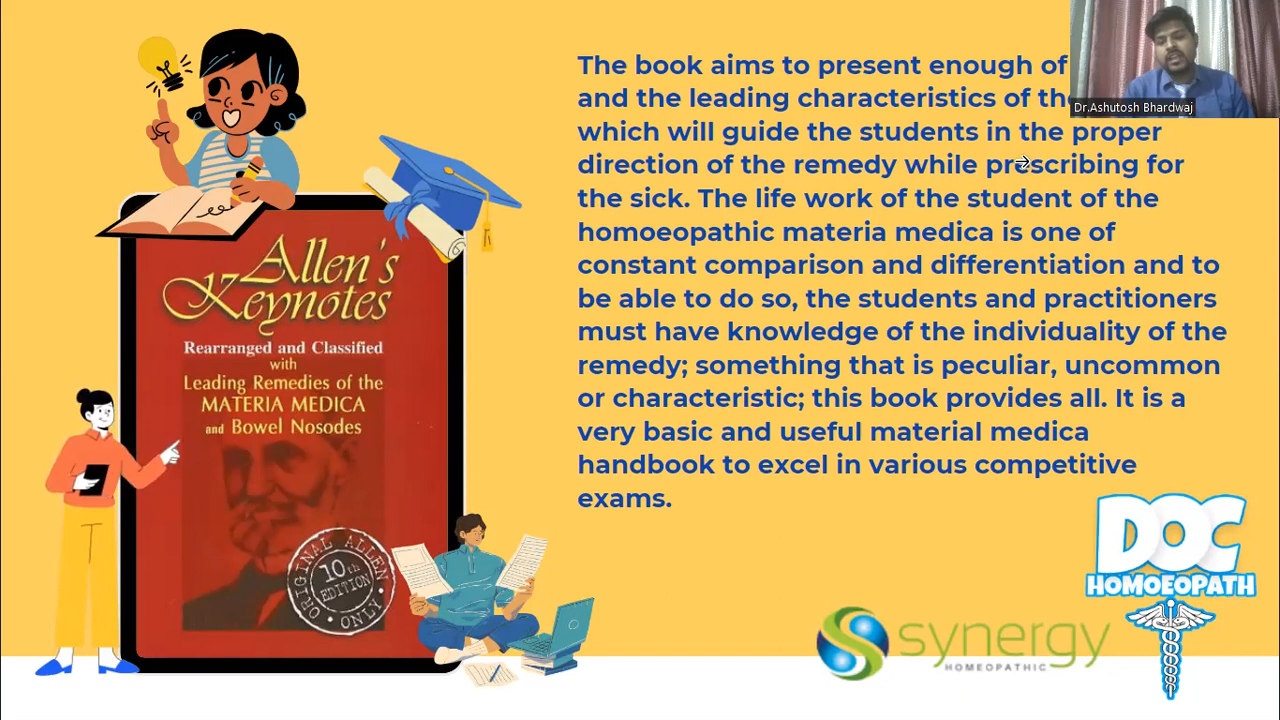 The book aims to present enough of
and the leading characteristics of the
which will guide the students in the proper
direction of the remedy while prescribing for
the sick. The life work of the student of the
homoeopathic materia medica is one of
constant comparison and differentiation and to
be able to do so, the students and practitioners
must have knowledge of the individuality of the
remedy; something that is peculiar, uncommon
or characteristic; this book provides all. It is a
very basic and useful material medica
handbook to excel in various competitive
exams.
Dr.Ashutosh Bhardwaj
Allen's
Keynotes
Rearranged and Classified
with
Leading Remedies of the
MATERIA MEDICA
and Bowel Nosodes
ORIGINAL ALLEN
10th
EDITION
ONLY
DOC
HOMOEOPATH
synergy
HOMEOPATHIC